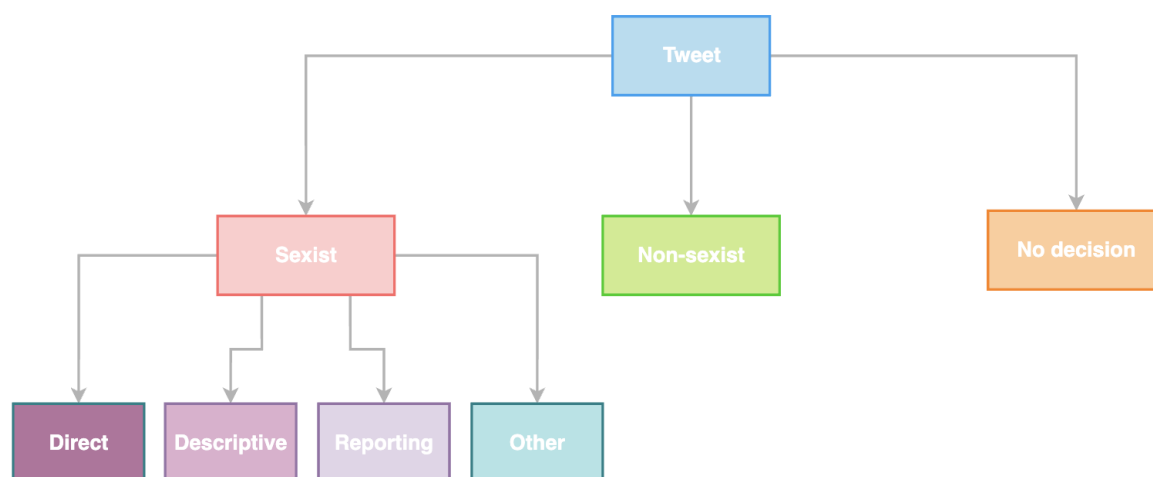 Tweet
Sexist
Non-sexist
No decision
Direct
Descriptive
Reporting
Other